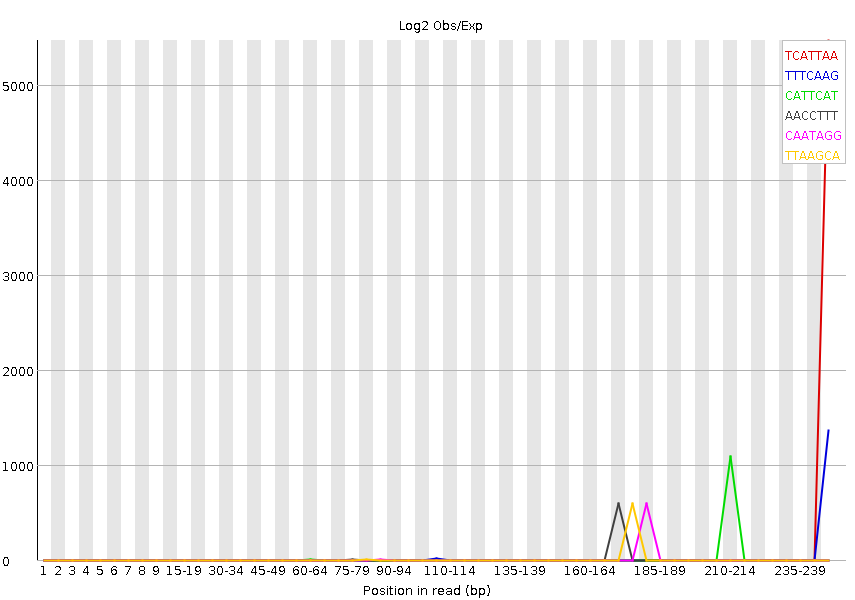 Log2 Obs/Exp
TCATTAA
TTTCAAG
CATTCAT
AACCTTT
CAATAGG
TTAAGCA
5000
4000
3000
2000
1000
0
1 2 3 4 5 6 7 8 9 15-19 30-34 45-49 60-64 75-79 90-94 110-114 135-139 160-164 185-189 210-214 235-239
Position in read (bp)